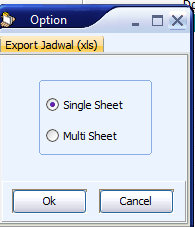 Option
Export Jadwal (xls)
Single Sheet
Multi Sheet
Ok
Cancel